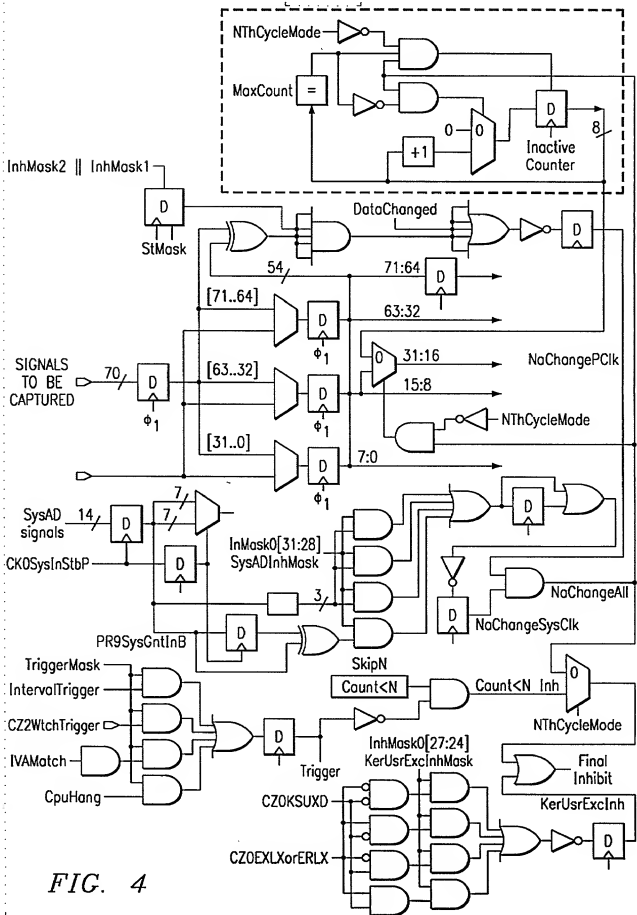 NThCycleMode
MaxCount
=
D
8
0
0
+1
Inactive
Counter
InhMask2 || InhMask1
D
StMask
DataChanged
D
54
71:64
D
[71..64]
D
63:32
ϕ1
31:16
0
NoChangePClk
SIGNALS
TO BE
CAPTURED
70
D
[63..32]
D
15:8
ϕ1
ϕ1
NThCycleMode
[31..0]
D
7:0
ϕ1
SysAD
signals
14
D
7
7
D
InMask0[31:28]
SysADInhMask
CK0SysInStbP
D
3
NoChangeAll
D
NoChangeSysClk
PR9SysGntInB
D
TriggerMask
IntervalTrigger
SkipN
Count<N
Count<N Inh
0
CZ2WtchTrigger
NThCycleMode
D
IVAMatch
Trigger
InhMask0[27:24]
KerUsrExcInhMask
Final
Inhibit
CpuHang
CZ0KSUXD
KerUsrExcInh
CZ0EXLXorERLX
D
FIG. 4